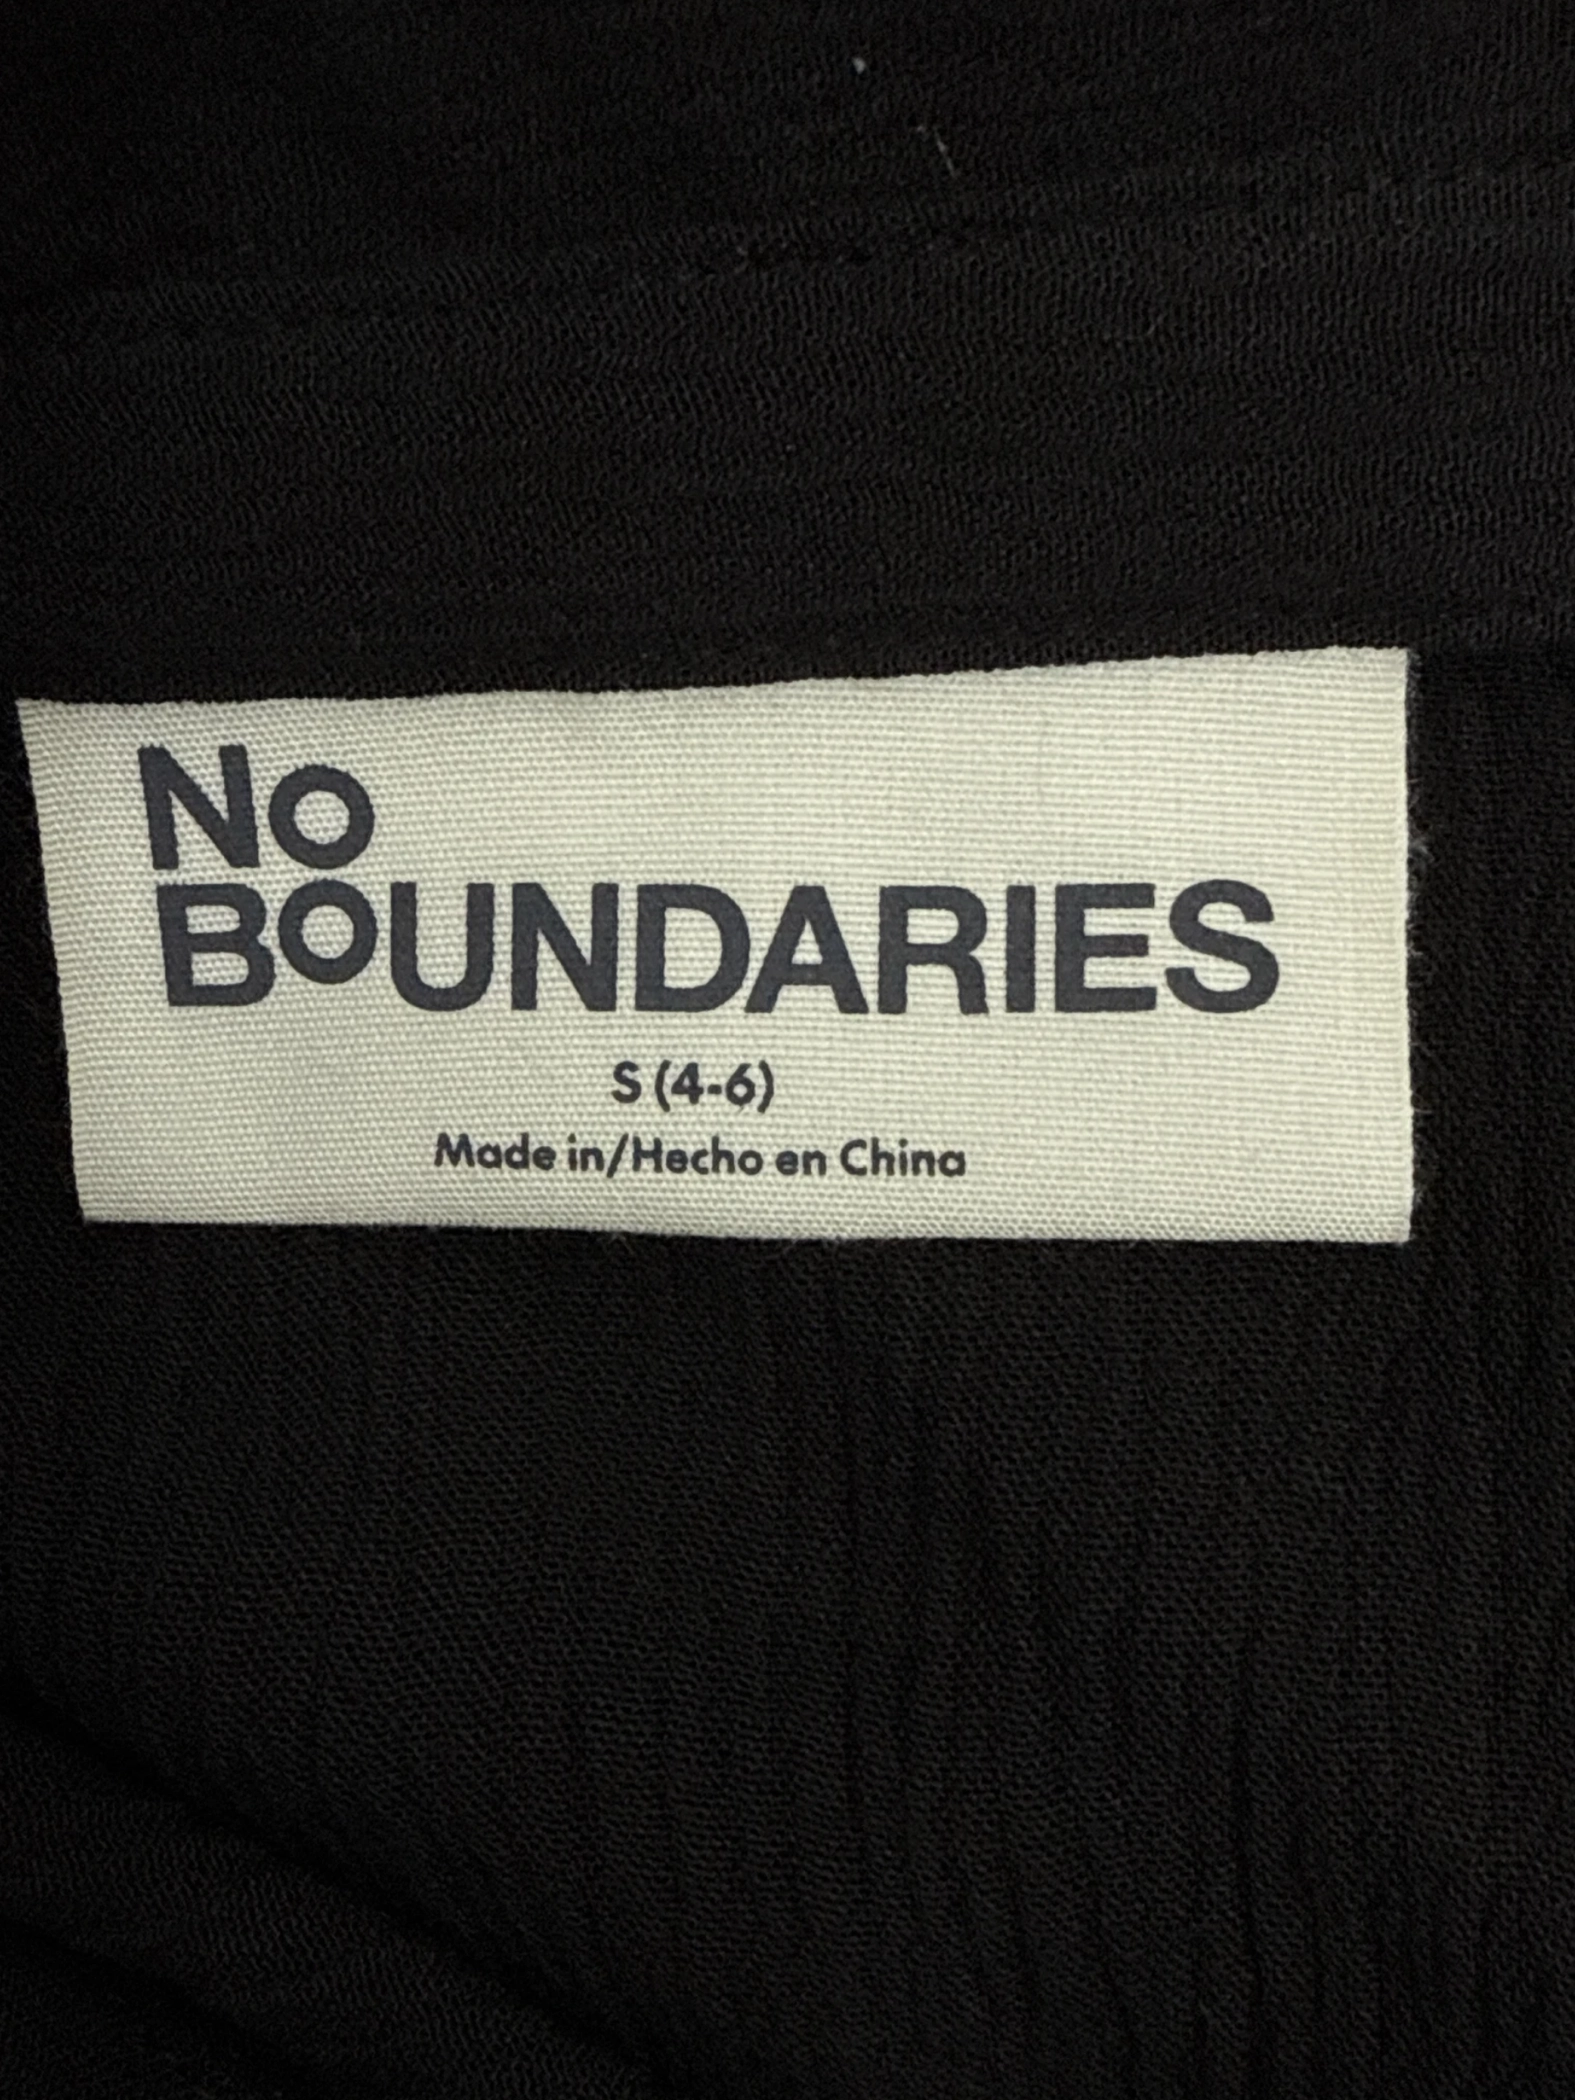 No
BoUNDARIES
S (4-6)
Made in/Hecho en China